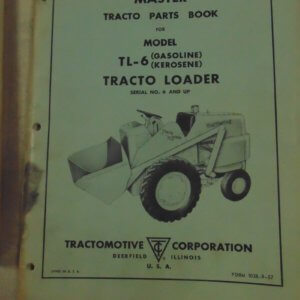 MASTER
TRACTO PARTS BOOK
FOR
MODEL
TL-6 (GASOLINE) (KEROSENE)
TRACTO LOADER
SERIAL NO. 6 AND UP
TRACTOMOTIVE TC CORPORATION
DEERFIELD ILLINOIS
U. S. A.